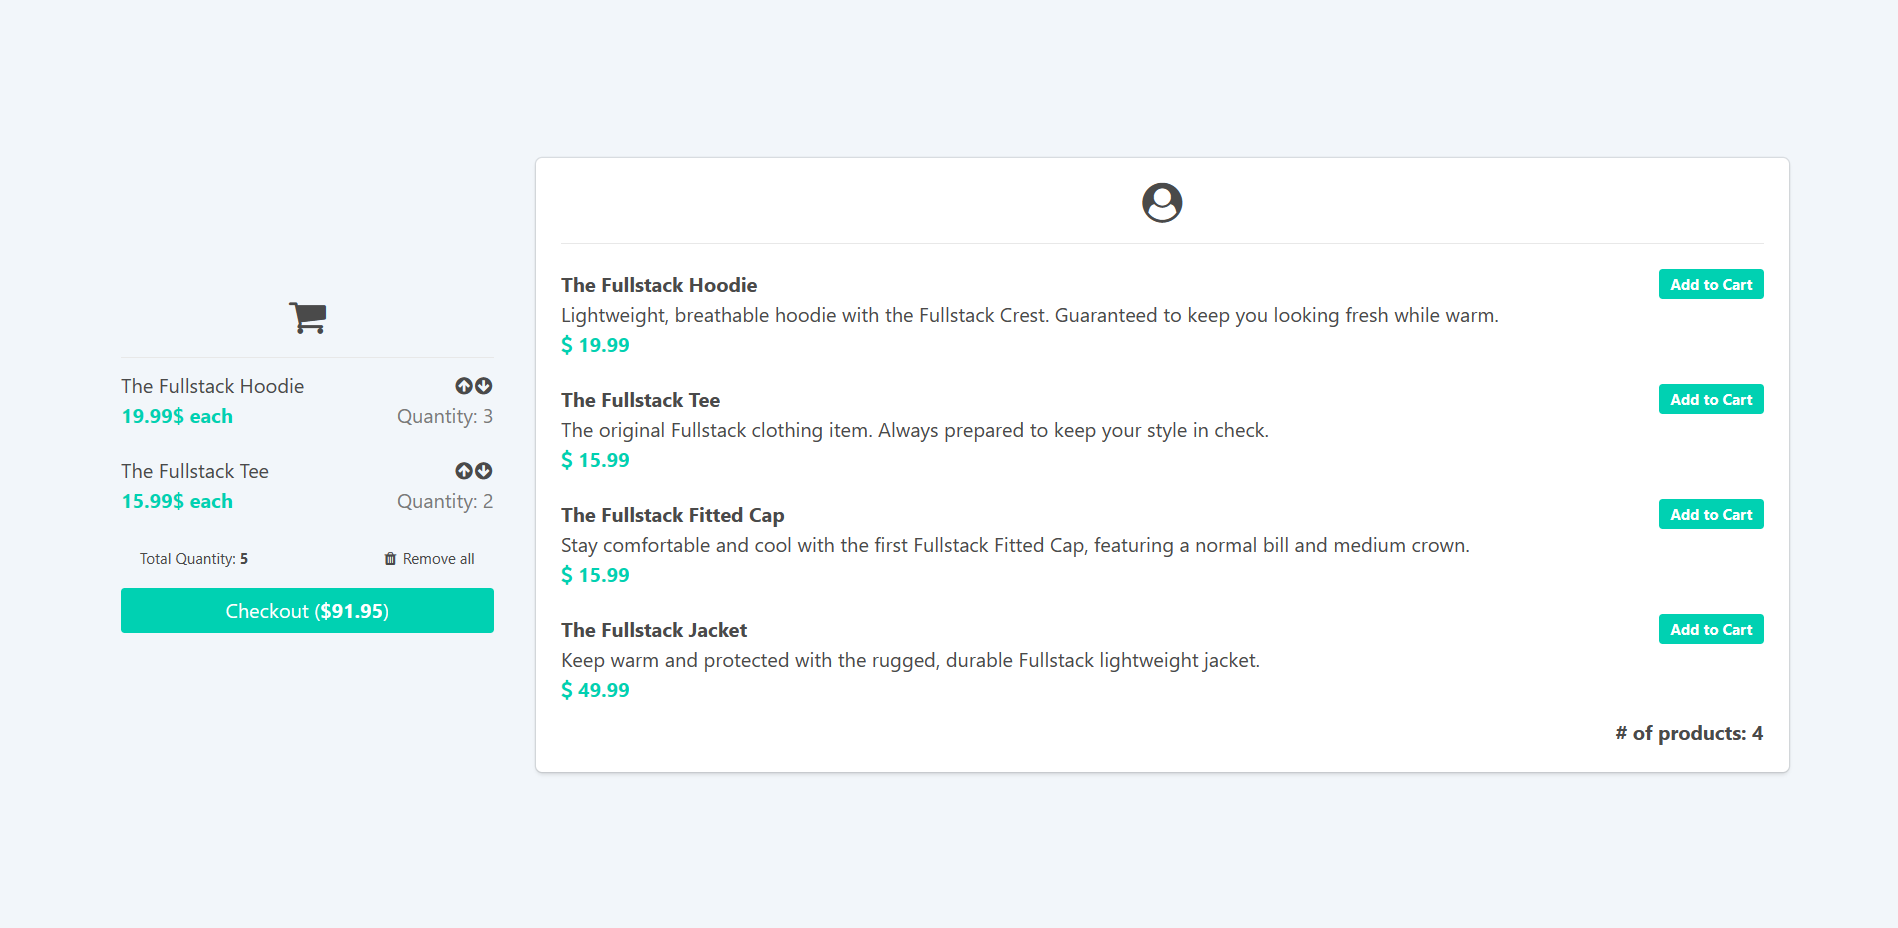 The Fullstack Hoodie
19.99$ each Quantity: 3
The Fullstack Tee
15.99$ each Quantity: 2
Total Quantity: 5 Remove all
Checkout ($91.95)
The Fullstack Hoodie Add to Cart
Lightweight, breathable hoodie with the Fullstack Crest. Guaranteed to keep you looking fresh while warm.
$ 19.99
The Fullstack Tee Add to Cart
The original Fullstack clothing item. Always prepared to keep your style in check.
$ 15.99
The Fullstack Fitted Cap Add to Cart
Stay comfortable and cool with the first Fullstack Fitted Cap, featuring a normal bill and medium crown.
$ 15.99
The Fullstack Jacket Add to Cart
Keep warm and protected with the rugged, durable Fullstack lightweight jacket.
$ 49.99
# of products: 4